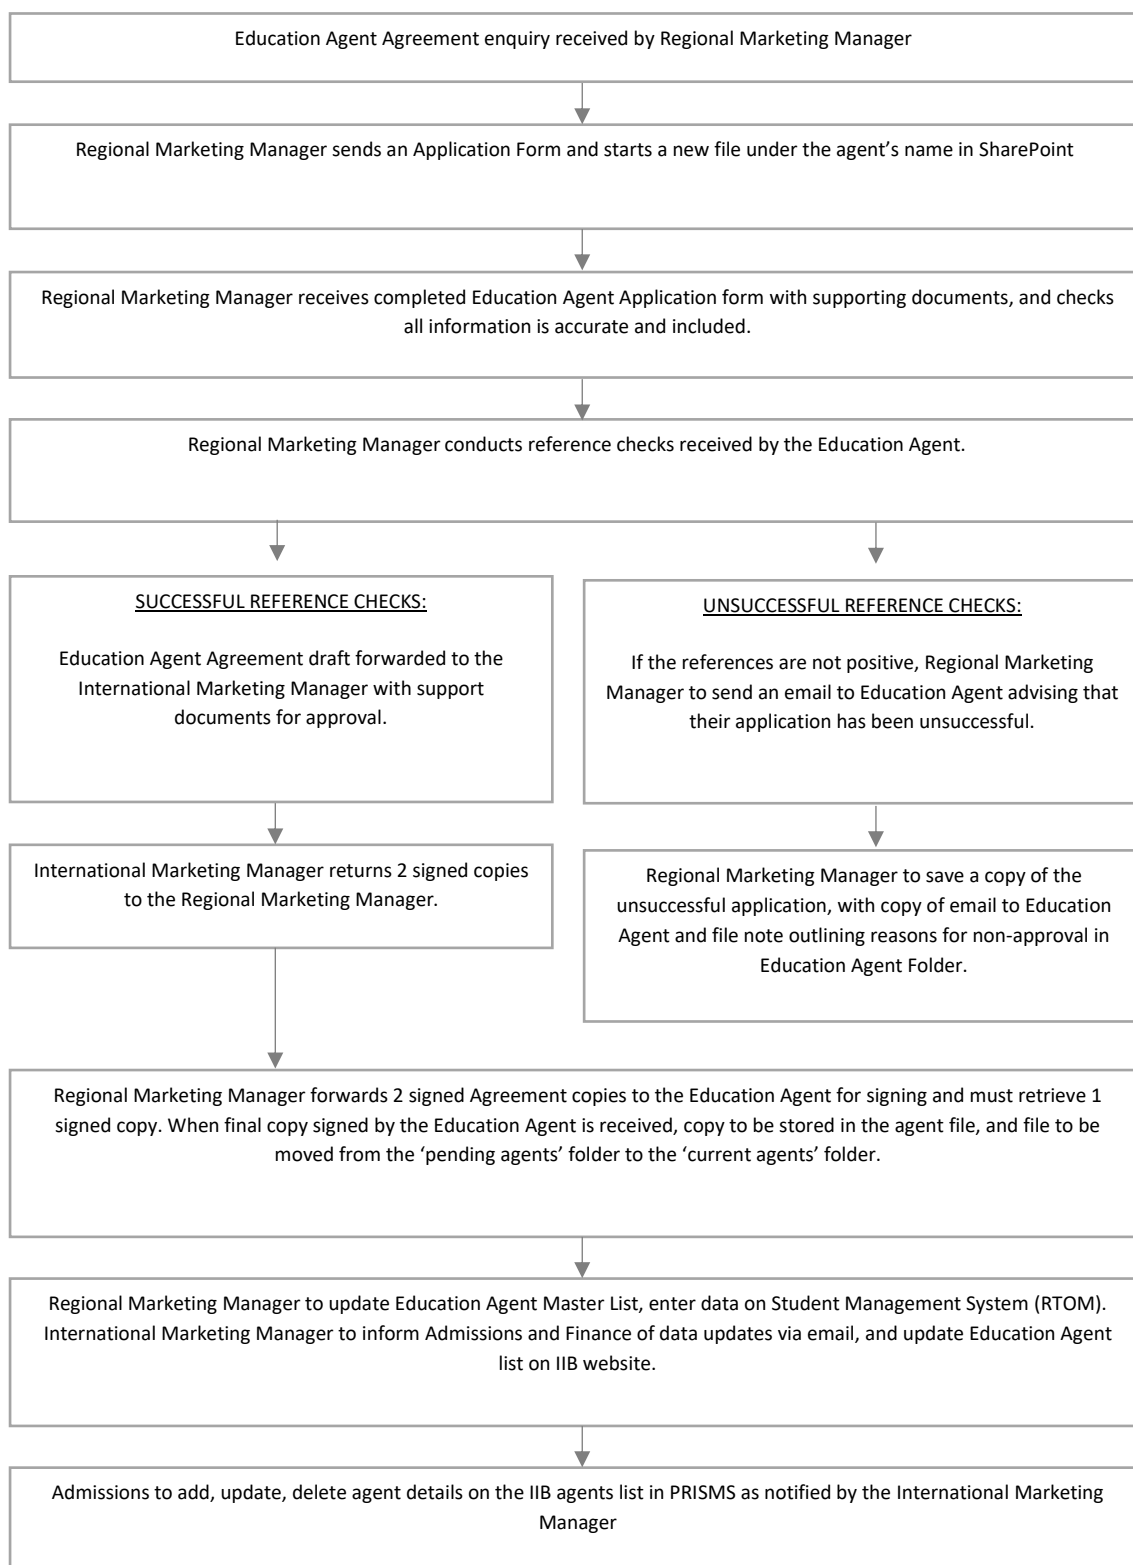 Education Agent Agreement enquiry received by Regional Marketing Manager
Regional Marketing Manager sends an Application Form and starts a new file under the agent's name in SharePoint
Regional Marketing Manager receives completed Education Agent Application form with supporting documents, and checks
all information is accurate and included.
Regional Marketing Manager conducts reference checks received by the Education Agent.
SUCCESSFUL REFERENCE CHECKS:
Education Agent Agreement draft forwarded to the
International Marketing Manager with support
documents for approval.
UNSUCCESSFUL REFERENCE CHECKS:
If the references are not positive, Regional Marketing
Manager to send an email to Education Agent advising that
their application has been unsuccessful.
International Marketing Manager returns 2 signed copies
to the Regional Marketing Manager.
Regional Marketing Manager to save a copy of the
unsuccessful application, with copy of email to Education
Agent and file note outlining reasons for non-approval in
Education Agent Folder.
Regional Marketing Manager forwards 2 signed Agreement copies to the Education Agent for signing and must retrieve 1
signed copy. When final copy signed by the Education Agent is received, copy to be stored in the agent file, and file to be
moved from the 'pending agents' folder to the 'current agents' folder.
Regional Marketing Manager to update Education Agent Master List, enter data on Student Management System (RTOM).
International Marketing Manager to inform Admissions and Finance of data updates via email, and update Education Agent
list on IIB website.
Admissions to add, update, delete agent details on the IIB agents list in PRISMS as notified by the International Marketing
Manager